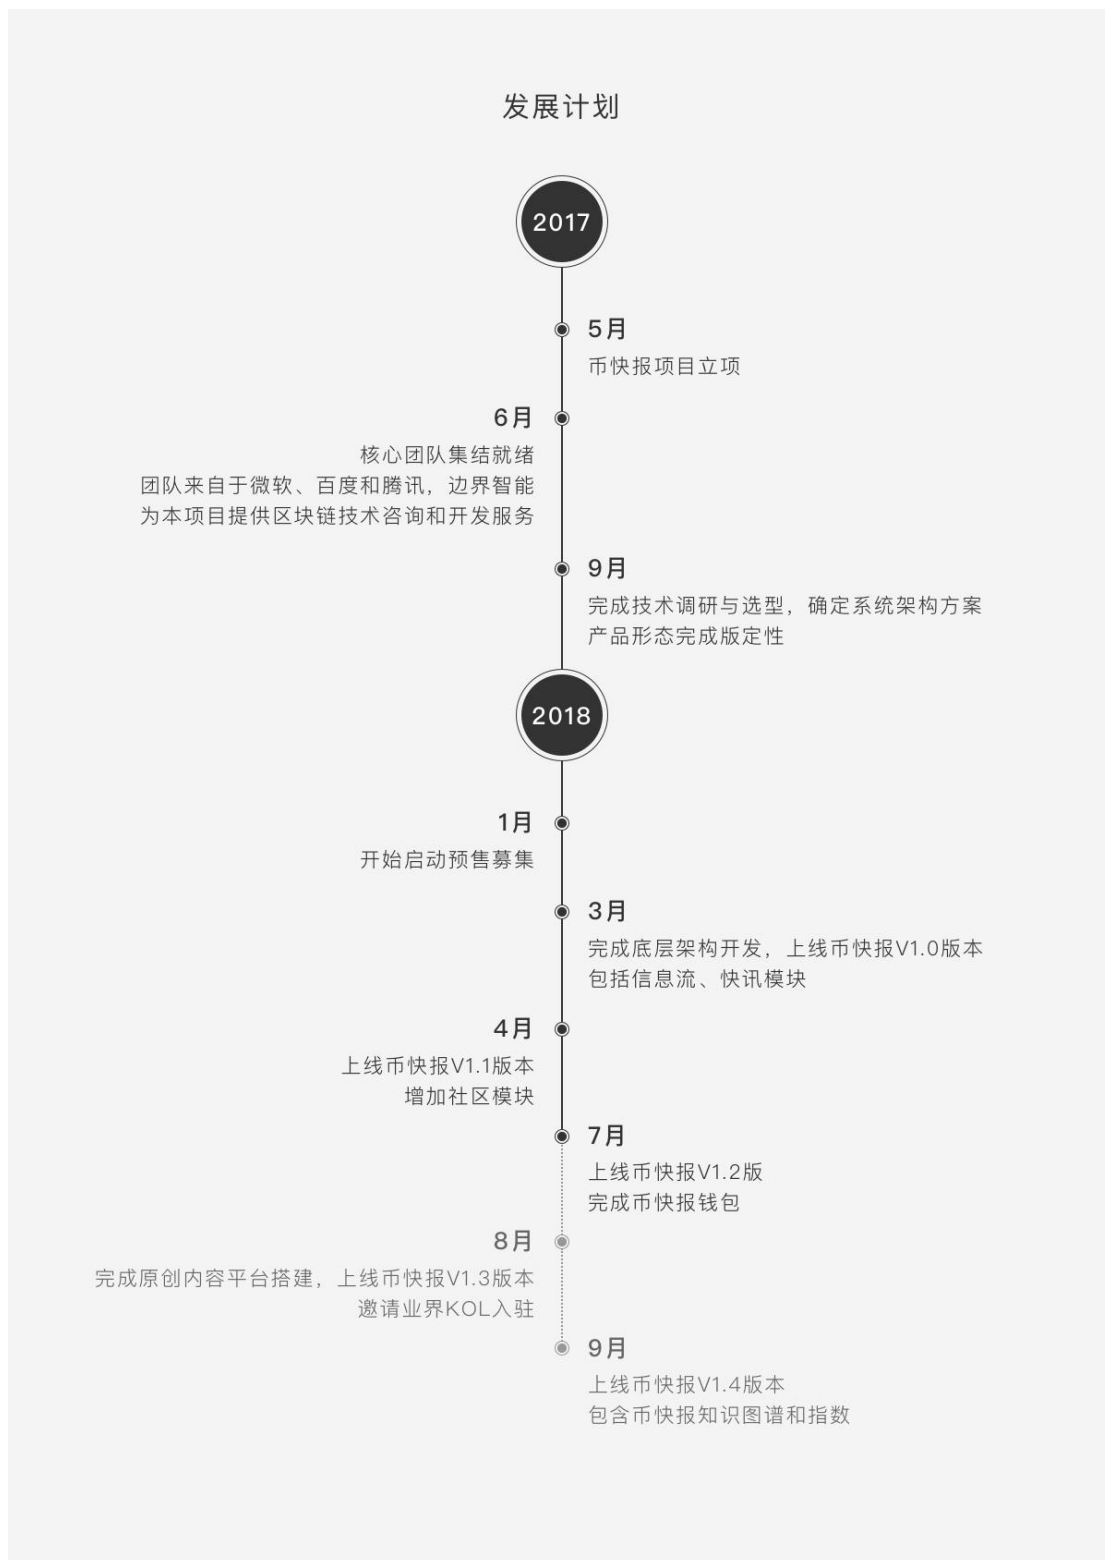 发展计划
2017
5月
币快报项目立项
6月
核心团队集结就绪
团队来自于微软、百度和腾讯，边界智能
为本项目提供区块链技术咨询和开发服务
9月
完成技术调研与选型，确定系统架构方案
产品形态完成版定性
2018
1月
开始启动预售募集
3月
完成底层架构开发，上线币快报V1.0版本
包括信息流、快讯模块
4月
上线币快报V1.1版本
增加社区模块
7月
上线币快报V1.2版
完成币快报钱包
8月
完成原创内容平台搭建，上线币快报V1.3版本
邀请业界KOL入驻
9月
上线币快报V1.4版本
包含币快报知识图谱和指数